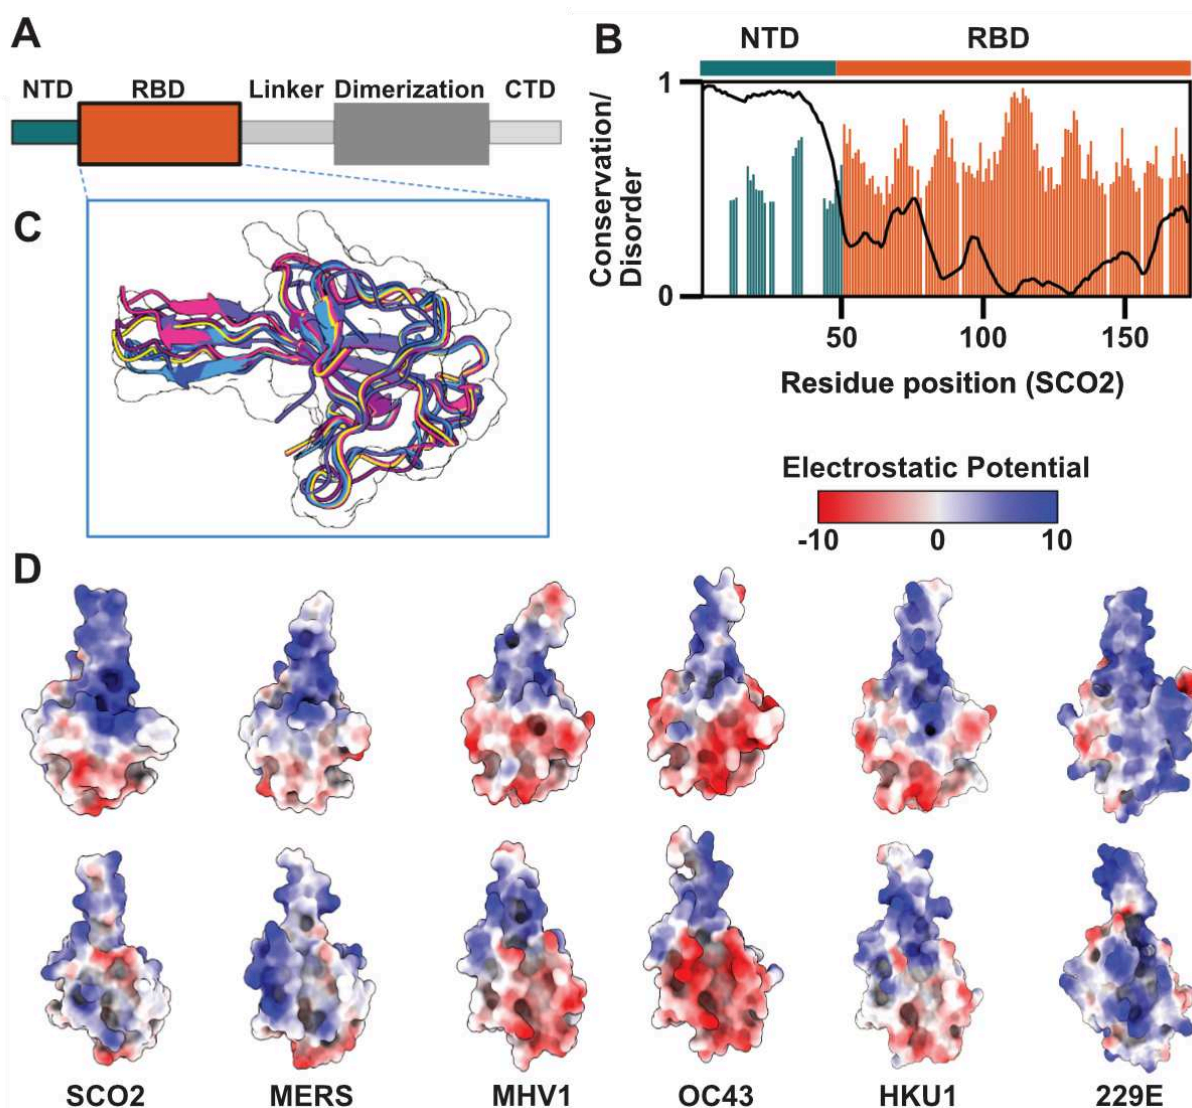 A
NTD RBD Linker Dimerization CTD
B
NTD RBD
1
Conservation/
Disorder
0
50 100 150
Residue position (SCO2)
C
Electrostatic Potential
-10 0 10
D
SCO2 MERS MHV1 OC43 HKU1 229E